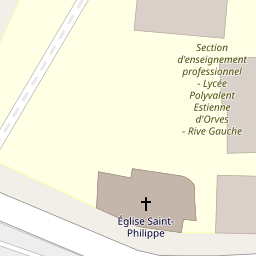 Section
d'enseignement
professionnel
- Lycée
Polyvalent
Estienne
d'Orves
- Rive Gauche
Église Saint-
Philippe